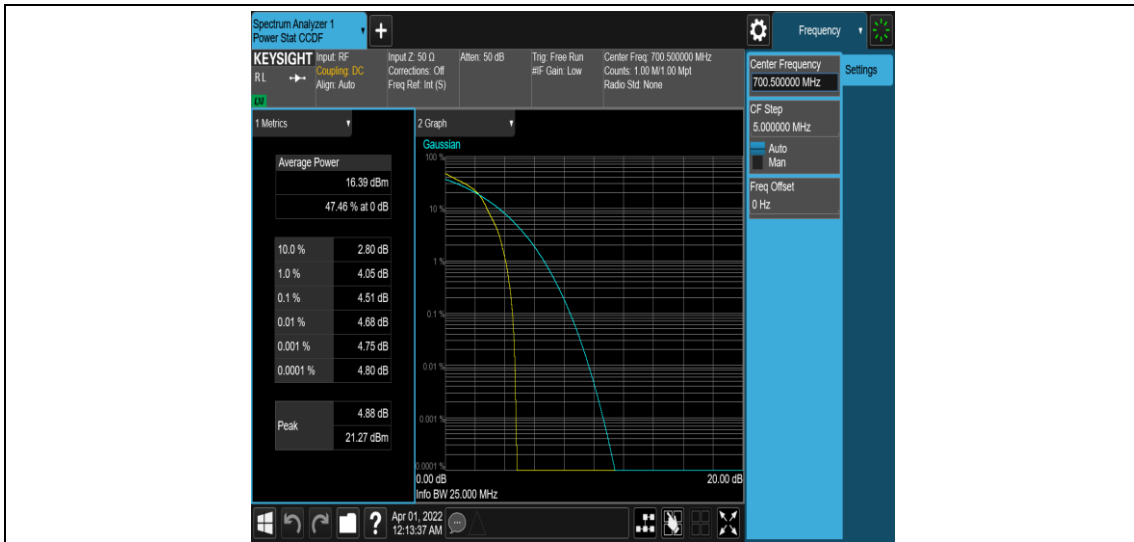 Spectrum Analyzer 1
Power Stat CCDF
+
Frequency
KEYSIGHT
RL
LXI
Input: RF
Coupling: DC
Align: Auto
Input Z: 50 Ω
Corrections: Off
Freq Ref: Int (S)
Atten: 50 dB
Trig: Free Run
#IF Gain: Low
Center Freq: 700.500000 MHz
Counts: 1.00 M/1.00 Mpt
Radio Std: None
Center Frequency
700.500000 MHz
Settings
CF Step
5.000000 MHz
Auto
Man
Freq Offset
0 Hz
1 Metrics
Average Power
16.39 dBm
47.46 % at 0 dB
10.0 % 2.80 dB
1.0 % 4.05 dB
0.1 % 4.51 dB
0.01 % 4.68 dB
0.001 % 4.75 dB
0.0001 % 4.80 dB
Peak 4.88 dB
21.27 dBm
2 Graph
Gaussian
100 %
10 %
1 %
0.1 %
0.01 %
0.001 %
0.0001 %
0.00 dB 20.00 dB
Info BW 25.000 MHz
?
Apr 01, 2022
12:13:37 AM